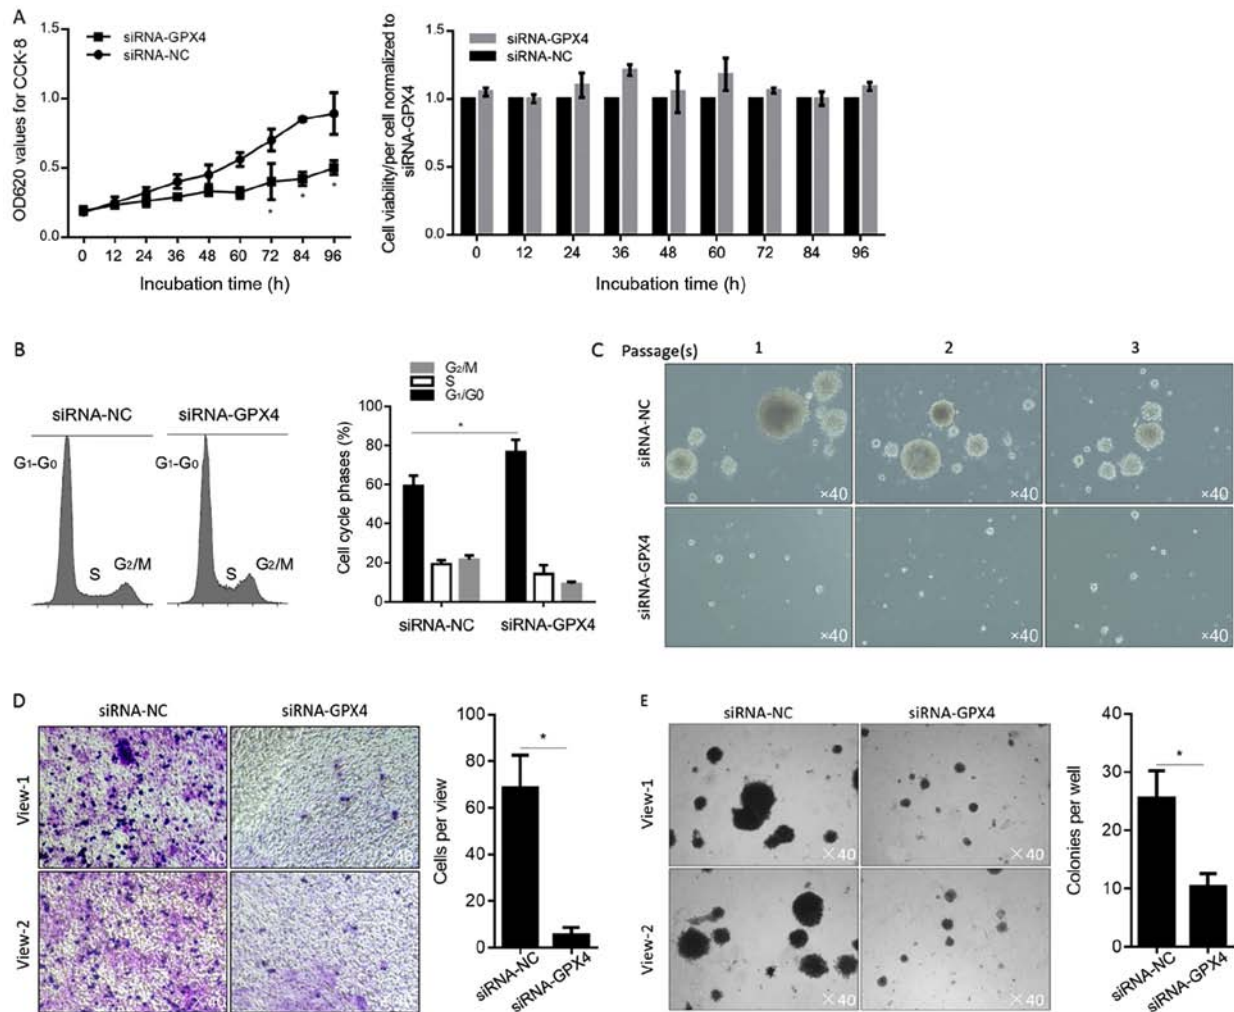 A
siRNA-GPX4
siRNA-NC
OD620 values for CCK-8
1.5
1.0
0.5
0.0
0 12 24 36 48 60 72 84 96
* * *
Incubation time (h)
Cell viability/per cell normalized to
siRNA-GPX4
1.5
1.0
0.5
0.0
siRNA-GPX4
siRNA-NC
0 12 24 36 48 60 72 84 96
Incubation time (h)
B
siRNA-NC siRNA-GPX4
G1-G0 G1-G0
S G2/M S G2/M
G2/M
S
G1/G0
Cell cycle phases (%)
100
80
60
40
20
0
*
siRNA-NC siRNA-GPX4
C Passage(s) 1 2 3
siRNA-NC
×40 ×40 ×40
siRNA-GPX4
×40 ×40 ×40
D
siRNA-NC siRNA-GPX4
View-1
×40 ×40
View-2
×40 ×40
Cells per view
100
80
60
40
20
0
*
siRNA-NC
siRNA-GPX4
E
siRNA-NC siRNA-GPX4
View-1
×40 ×40
View-2
×40 ×40
Colonies per well
40
30
20
10
0
*
siRNA-NC
siRNA-GPX4